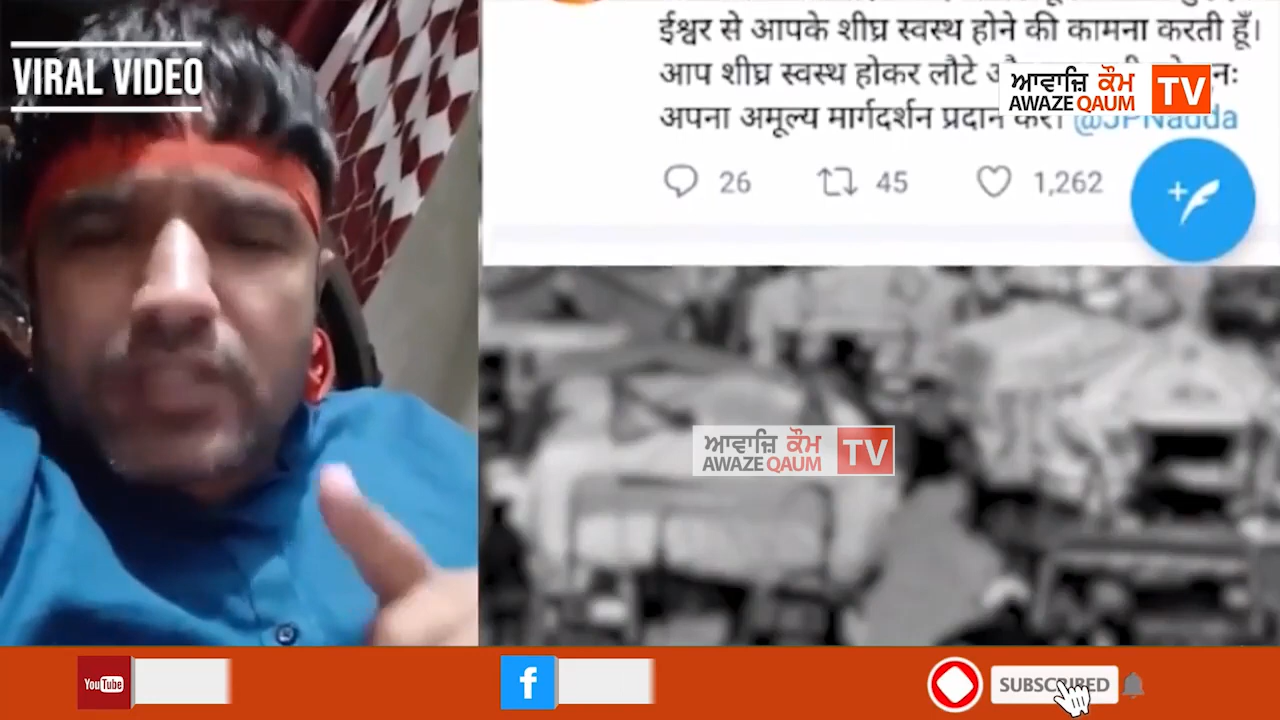 VIRAL VIDEO
ईश्वर से आपके शीघ्र स्वस्थ होने की कामना करती हूँ।
आप शीघ्र स्वस्थ होकर लौटे
अपना अमूल्य मार्गदर्शन प्रदान करें @JPNadda
26 45 1,262
ਆਵਾਜ਼ਿ ਕੌਮ
AWAZE QAUM
TV
ਆਵਾਜ਼ਿ ਕੌਮ
AWAZE QAUM
TV
YouTube
f
SUBSCRIBED